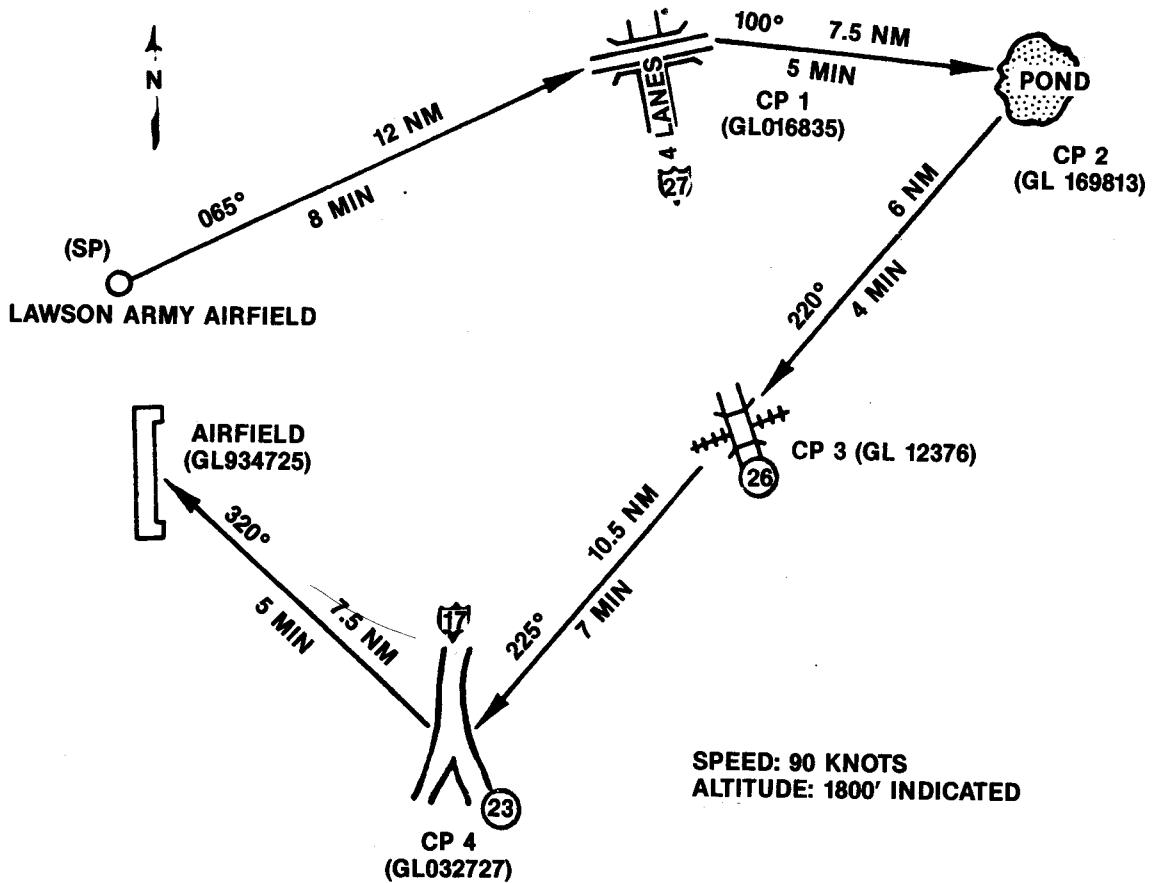 N
100° 7.5 NM
5 MIN
POND
4 LANES
27
CP 1
(GL016835)
CP 2
(GL 169813)
12 NM
065°
8 MIN
(SP)
LAWSON ARMY AIRFIELD
6 NM
220°
4 MIN
AIRFIELD
(GL934725)
CP 3 (GL 12376)
26
10.5 NM
225°
7 MIN
320°
7.5 NM
5 MIN
17
23
CP 4
(GL032727)
SPEED: 90 KNOTS
ALTITUDE: 1800' INDICATED